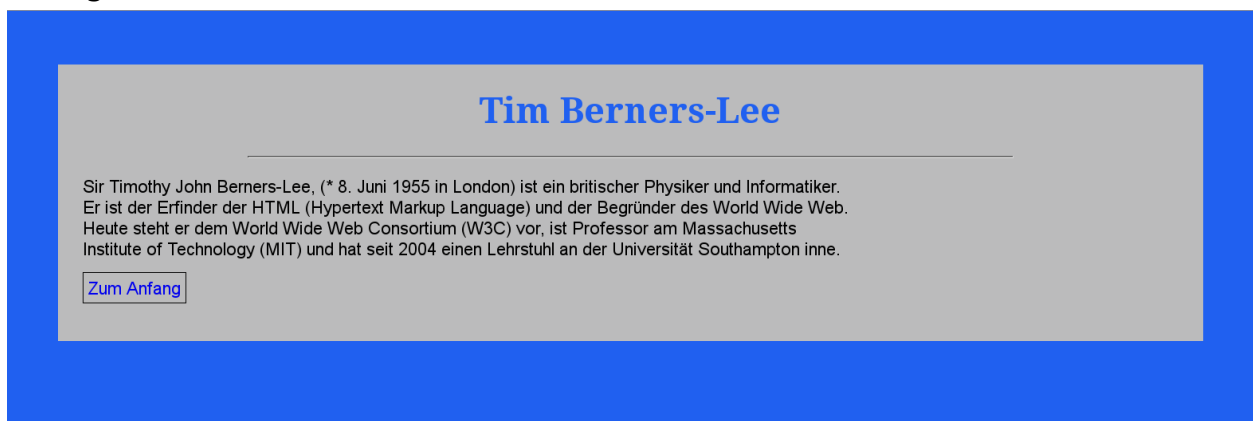 Tim Berners-Lee
Sir Timothy John Berners-Lee, (* 8. Juni 1955 in London) ist ein britischer Physiker und Informatiker.
Er ist der Erfinder der HTML (Hypertext Markup Language) und der Begründer des World Wide Web.
Heute steht er dem World Wide Web Consortium (W3C) vor, ist Professor am Massachusetts
Institute of Technology (MIT) und hat seit 2004 einen Lehrstuhl an der Universität Southampton inne.
Zum Anfang